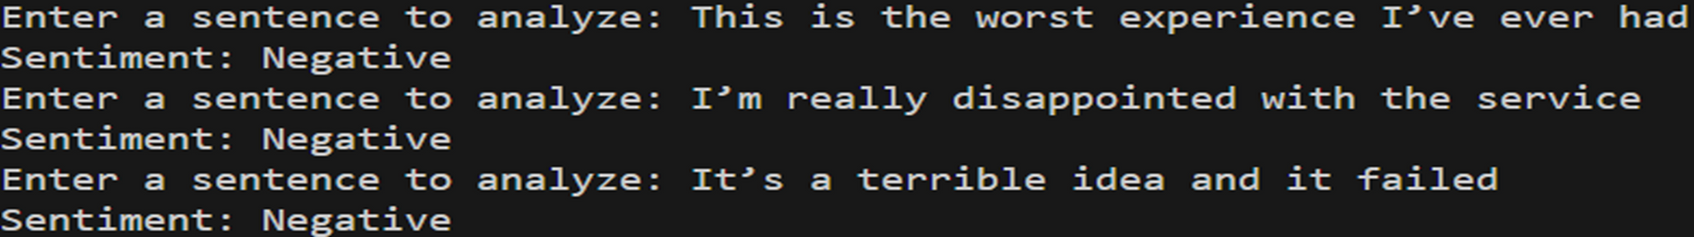 Enter a sentence to analyze: This is the worst experience I’ve ever had
Sentiment: Negative
Enter a sentence to analyze: I’m really disappointed with the service
Sentiment: Negative
Enter a sentence to analyze: It’s a terrible idea and it failed
Sentiment: Negative